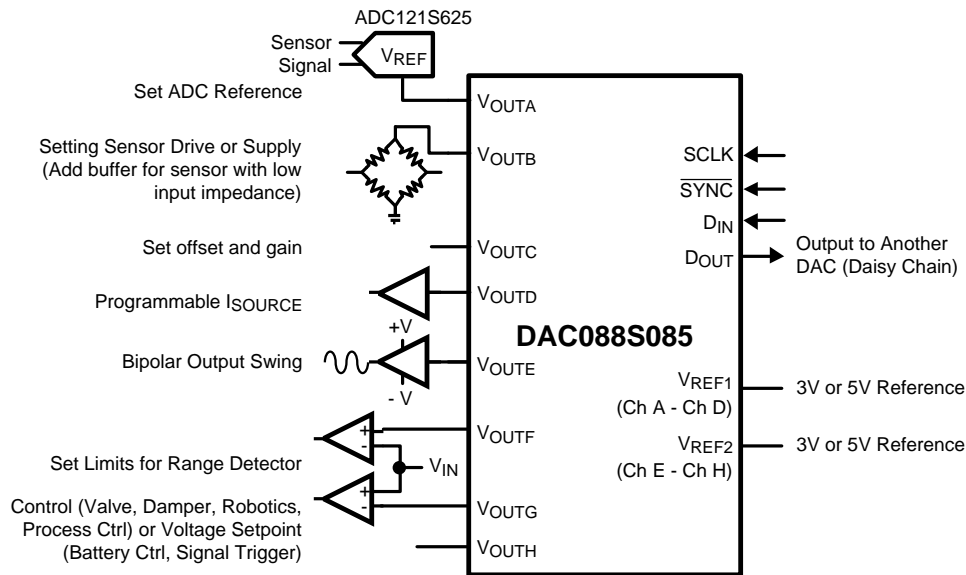 ADC121S625
Sensor
Signal
VREF
Set ADC Reference
VOUTA
Setting Sensor Drive or Supply
(Add buffer for sensor with low
input impedance)
VOUTB
Set offset and gain
VOUTC
Programmable ISOURCE
VOUTD
+V
Bipolar Output Swing
VOUTE
- V
+
-
VOUTF
Set Limits for Range Detector
VIN
+
-
Control (Valve, Damper, Robotics,
Process Ctrl) or Voltage Setpoint
(Battery Ctrl, Signal Trigger)
VOUTG
VOUTH
DAC088S085
SCLK
SYNC
DIN
DOUT
Output to Another
DAC (Daisy Chain)
VREF1
(Ch A - Ch D)
3V or 5V Reference
VREF2
(Ch E - Ch H)
3V or 5V Reference